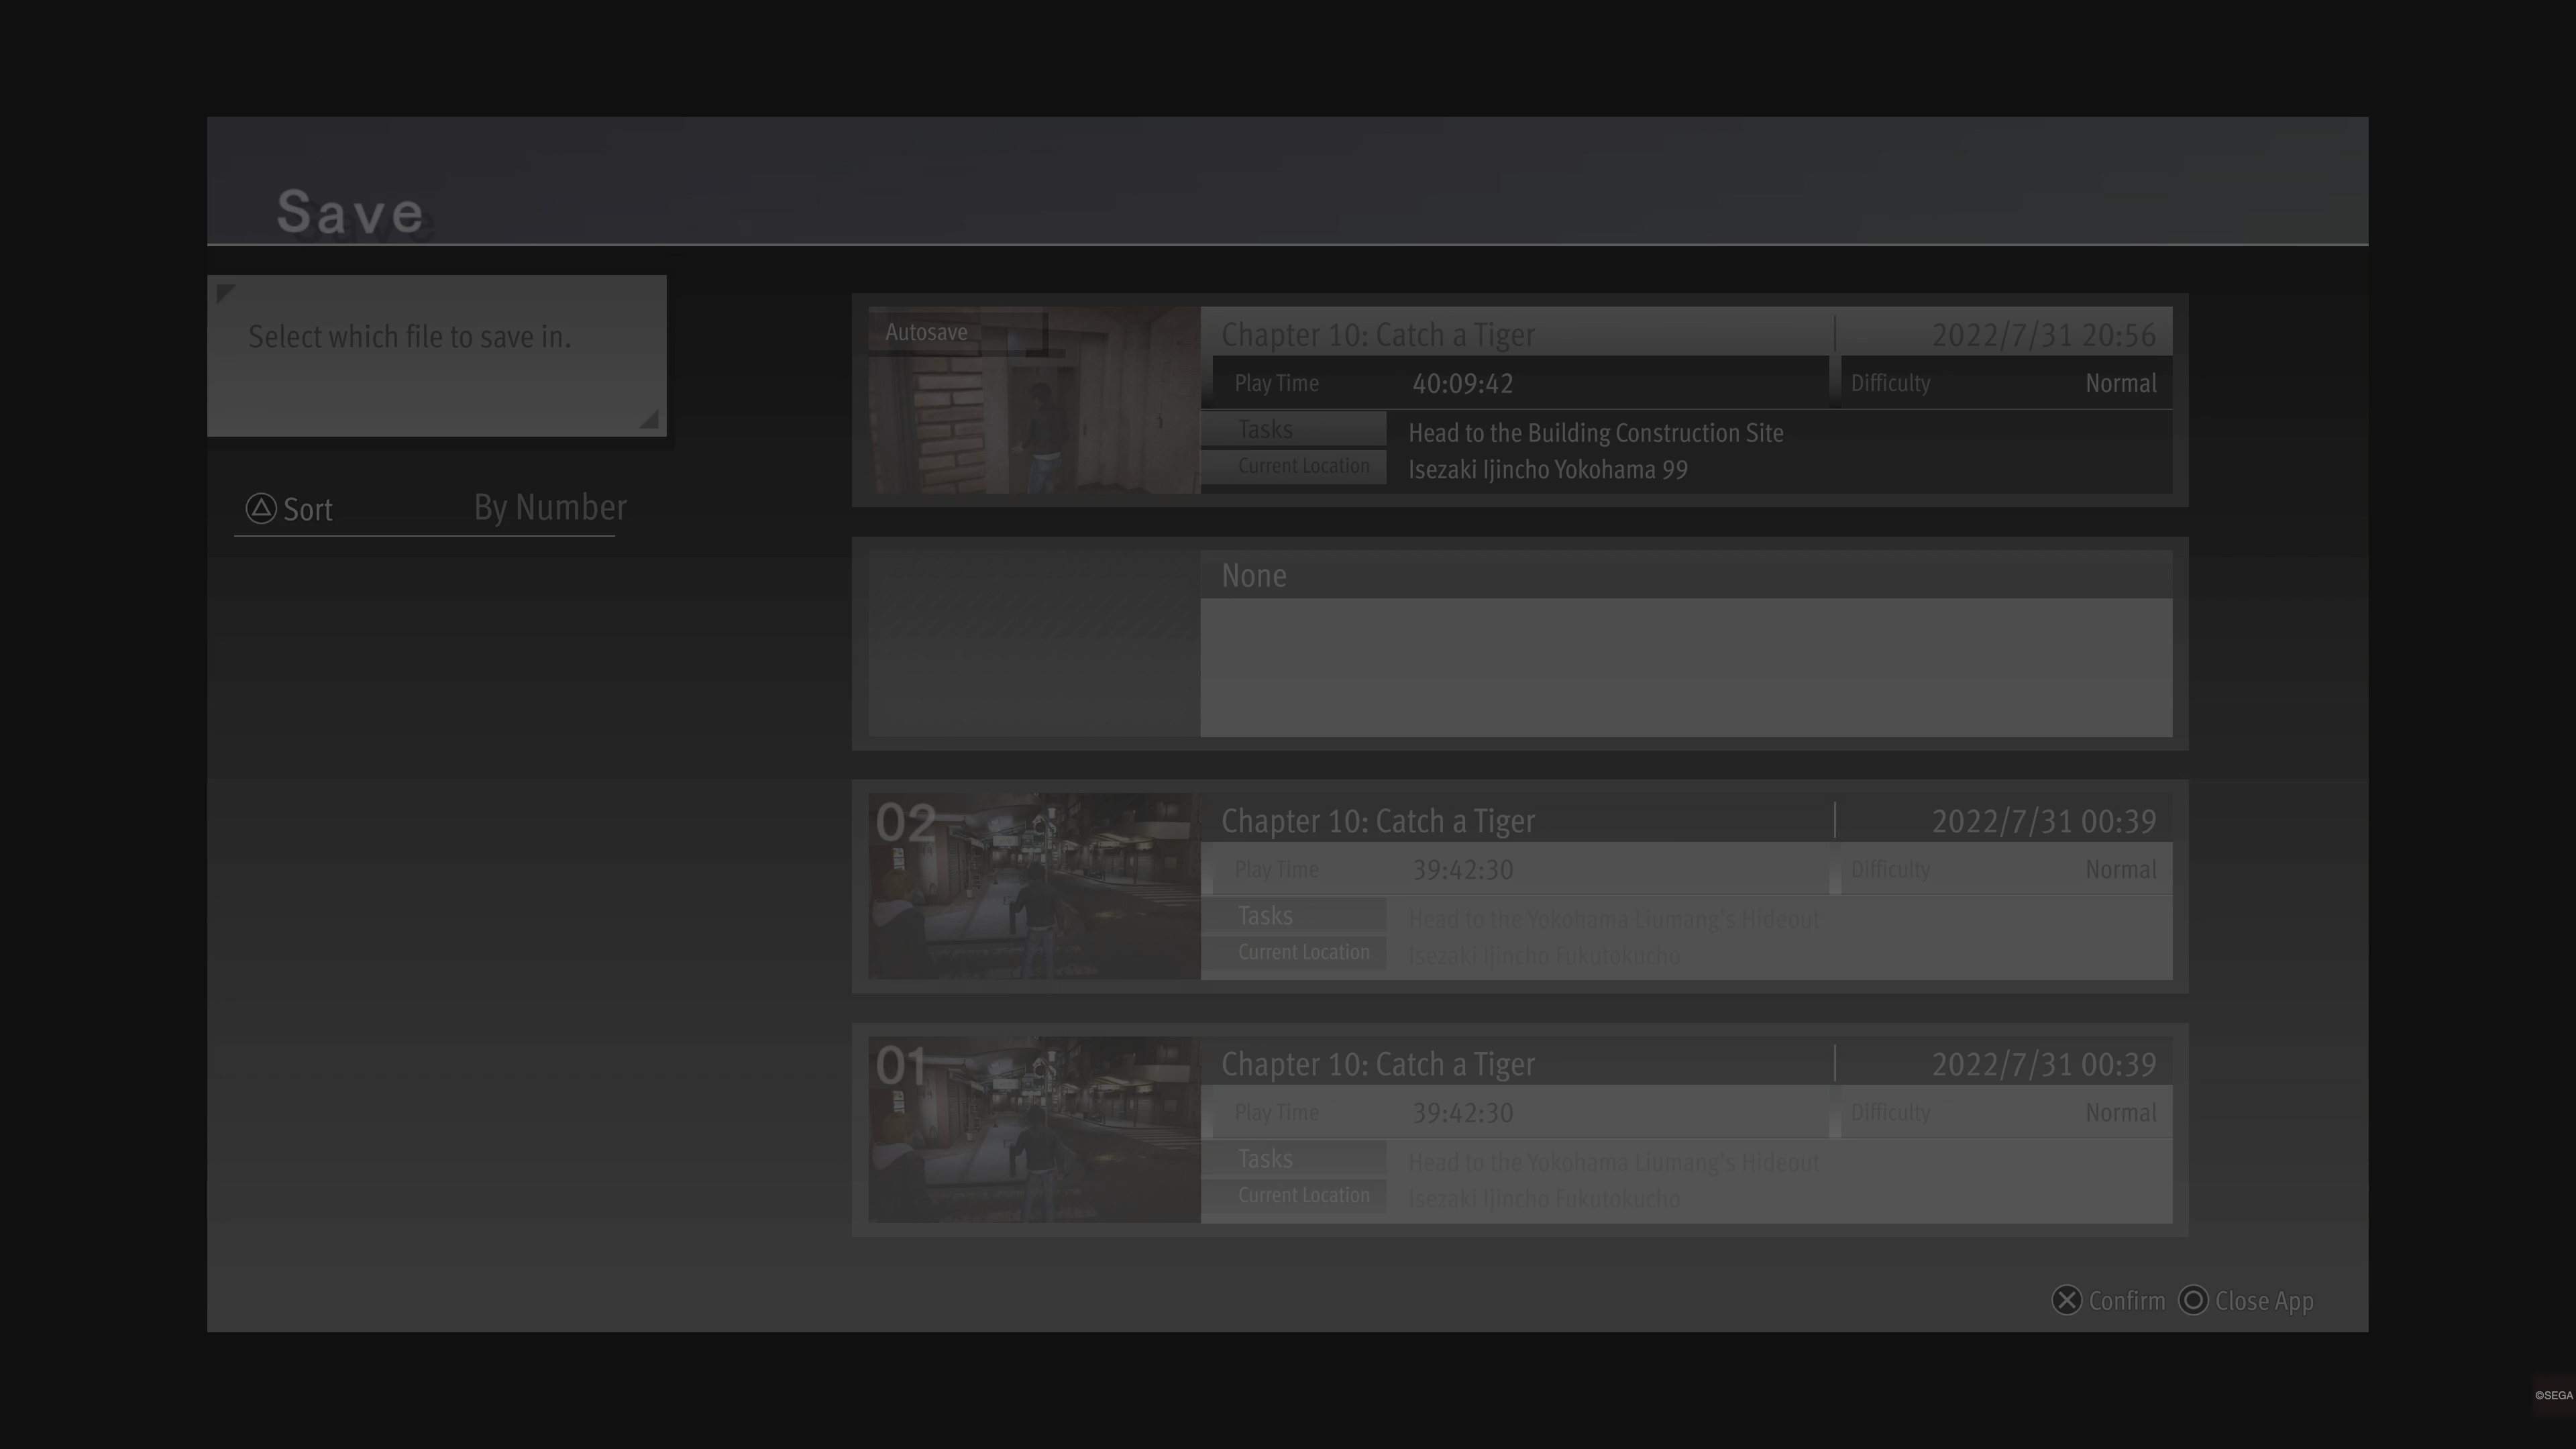 Save
Select which file to save in.
Sort By Number
Autosave
Chapter 10: Catch a Tiger 2022/7/31 20:56
Play Time 40:09:42 Difficulty Normal
Tasks Head to the Building Construction Site
Current Location Isezaki Ijincho Yokohama 99
None
02
Chapter 10: Catch a Tiger 2022/7/31 00:39
Play Time 39:42:30 Difficulty Normal
Tasks Head to the Yokohama Liumang's Hideout
Current Location Isezaki Ijincho Fukutokucho
01
Chapter 10: Catch a Tiger 2022/7/31 00:39
Play Time 39:42:30 Difficulty Normal
Tasks Head to the Yokohama Liumang's Hideout
Current Location Isezaki Ijincho Fukutokucho
Confirm Close App
©SEGA